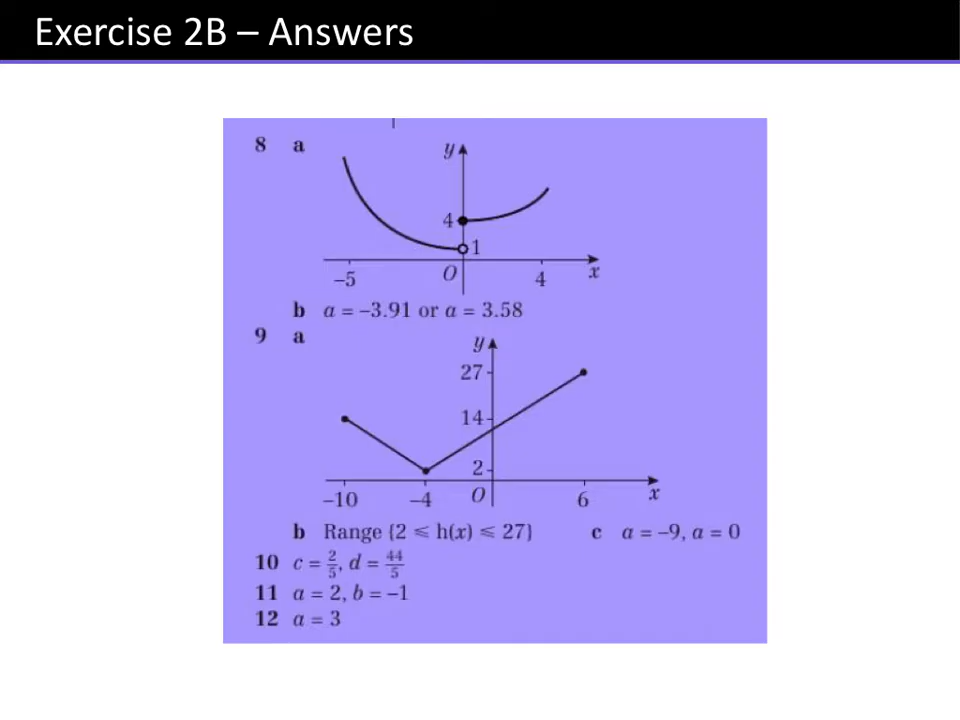 Exercise 2B – Answers
8 a
y
4
1
–5 O 4 x
b a = –3.91 or a = 3.58
9 a
y
27
14
2
–10 –4 O 6 x
b Range {2 ⩽ h(x) ⩽ 27} c a = –9, a = 0
10 c = 2/5, d = 44/5
11 a = 2, b = –1
12 a = 3